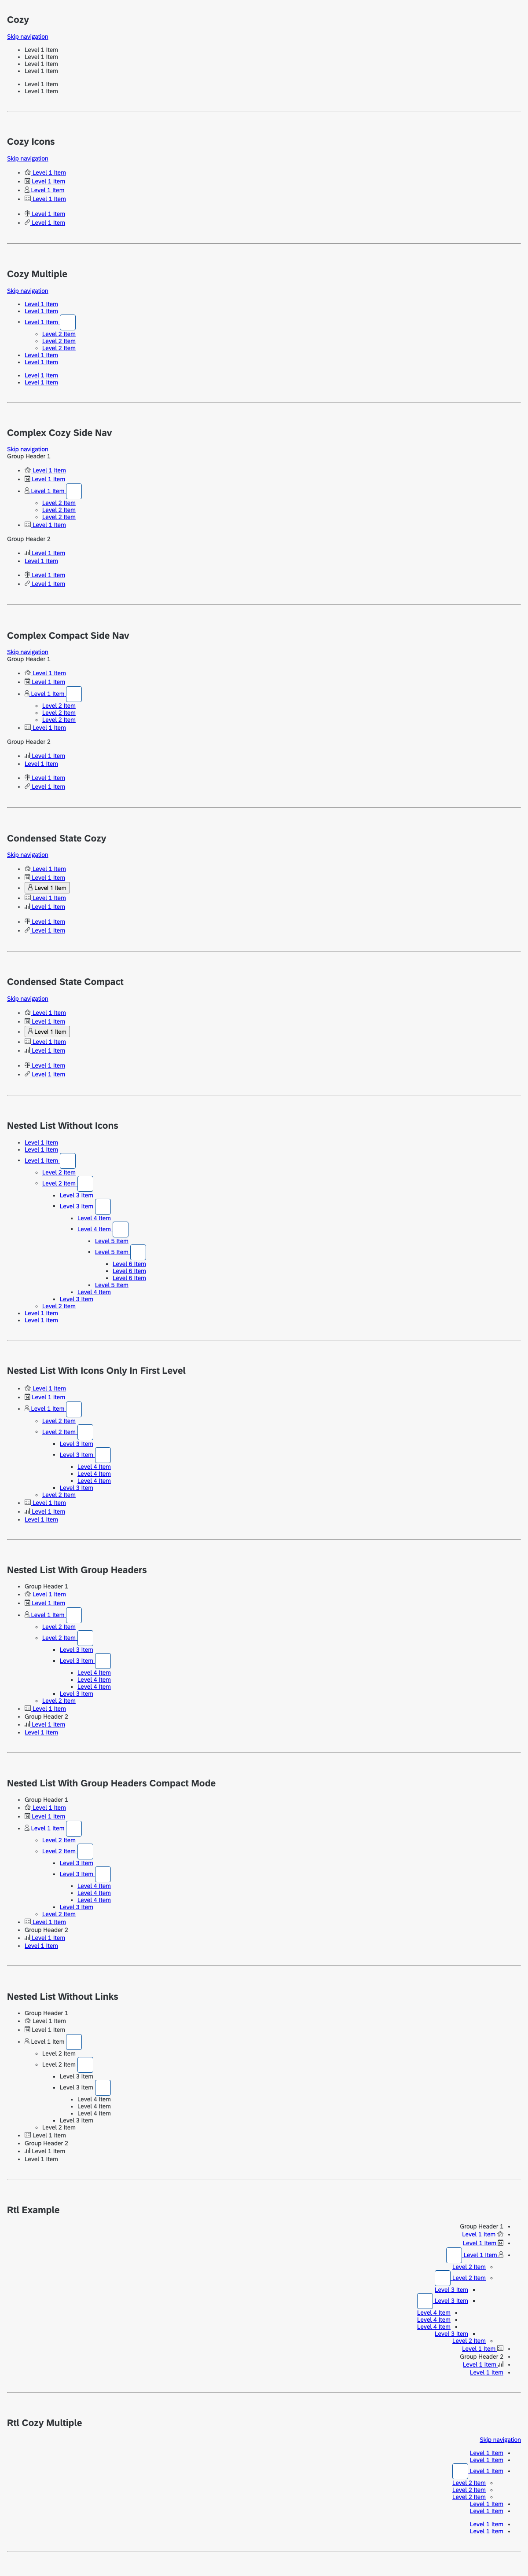 Cozy
Skip navigation
Level 1 Item
Level 1 Item
Level 1 Item
Level 1 Item
Level 1 Item
Level 1 Item
Cozy Icons
Skip navigation
Level 1 Item
Level 1 Item
Level 1 Item
Level 1 Item
Level 1 Item
Level 1 Item
Cozy Multiple
Skip navigation
Level 1 Item
Level 1 Item
Level 1 Item
Level 2 Item
Level 2 Item
Level 2 Item
Level 1 Item
Level 1 Item
Level 1 Item
Level 1 Item
Complex Cozy Side Nav
Skip navigation
Group Header 1
Level 1 Item
Level 1 Item
Level 1 Item
Level 2 Item
Level 2 Item
Level 2 Item
Level 1 Item
Group Header 2
Level 1 Item
Level 1 Item
Level 1 Item
Level 1 Item
Complex Compact Side Nav
Skip navigation
Group Header 1
Level 1 Item
Level 1 Item
Level 1 Item
Level 2 Item
Level 2 Item
Level 2 Item
Level 1 Item
Group Header 2
Level 1 Item
Level 1 Item
Level 1 Item
Level 1 Item
Condensed State Cozy
Skip navigation
Level 1 Item
Level 1 Item
Level 1 Item
Level 1 Item
Level 1 Item
Level 1 Item
Level 1 Item
Condensed State Compact
Skip navigation
Level 1 Item
Level 1 Item
Level 1 Item
Level 1 Item
Level 1 Item
Level 1 Item
Level 1 Item
Nested List Without Icons
Level 1 Item
Level 1 Item
Level 1 Item
Level 2 Item
Level 2 Item
Level 3 Item
Level 3 Item
Level 4 Item
Level 4 Item
Level 5 Item
Level 5 Item
Level 6 Item
Level 6 Item
Level 6 Item
Level 5 Item
Level 4 Item
Level 3 Item
Level 2 Item
Level 1 Item
Level 1 Item
Nested List With Icons Only In First Level
Level 1 Item
Level 1 Item
Level 1 Item
Level 2 Item
Level 2 Item
Level 3 Item
Level 3 Item
Level 4 Item
Level 4 Item
Level 4 Item
Level 3 Item
Level 2 Item
Level 1 Item
Level 1 Item
Level 1 Item
Nested List With Group Headers
Group Header 1
Level 1 Item
Level 1 Item
Level 1 Item
Level 2 Item
Level 2 Item
Level 3 Item
Level 3 Item
Level 4 Item
Level 4 Item
Level 4 Item
Level 3 Item
Level 2 Item
Level 1 Item
Group Header 2
Level 1 Item
Level 1 Item
Nested List With Group Headers Compact Mode
Group Header 1
Level 1 Item
Level 1 Item
Level 1 Item
Level 2 Item
Level 2 Item
Level 3 Item
Level 3 Item
Level 4 Item
Level 4 Item
Level 4 Item
Level 3 Item
Level 2 Item
Level 1 Item
Group Header 2
Level 1 Item
Level 1 Item
Nested List Without Links
Group Header 1
Level 1 Item
Level 1 Item
Level 1 Item
Level 2 Item
Level 2 Item
Level 3 Item
Level 3 Item
Level 4 Item
Level 4 Item
Level 4 Item
Level 3 Item
Level 2 Item
Level 1 Item
Group Header 2
Level 1 Item
Level 1 Item
Rtl Example
Group Header 1
Level 1 Item
Level 1 Item
Level 1 Item
Level 2 Item
Level 2 Item
Level 3 Item
Level 3 Item
Level 4 Item
Level 4 Item
Level 4 Item
Level 3 Item
Level 2 Item
Level 1 Item
Group Header 2
Level 1 Item
Level 1 Item
Rtl Cozy Multiple
Skip navigation
Level 1 Item
Level 1 Item
Level 1 Item
Level 2 Item
Level 2 Item
Level 2 Item
Level 1 Item
Level 1 Item
Level 1 Item
Level 1 Item